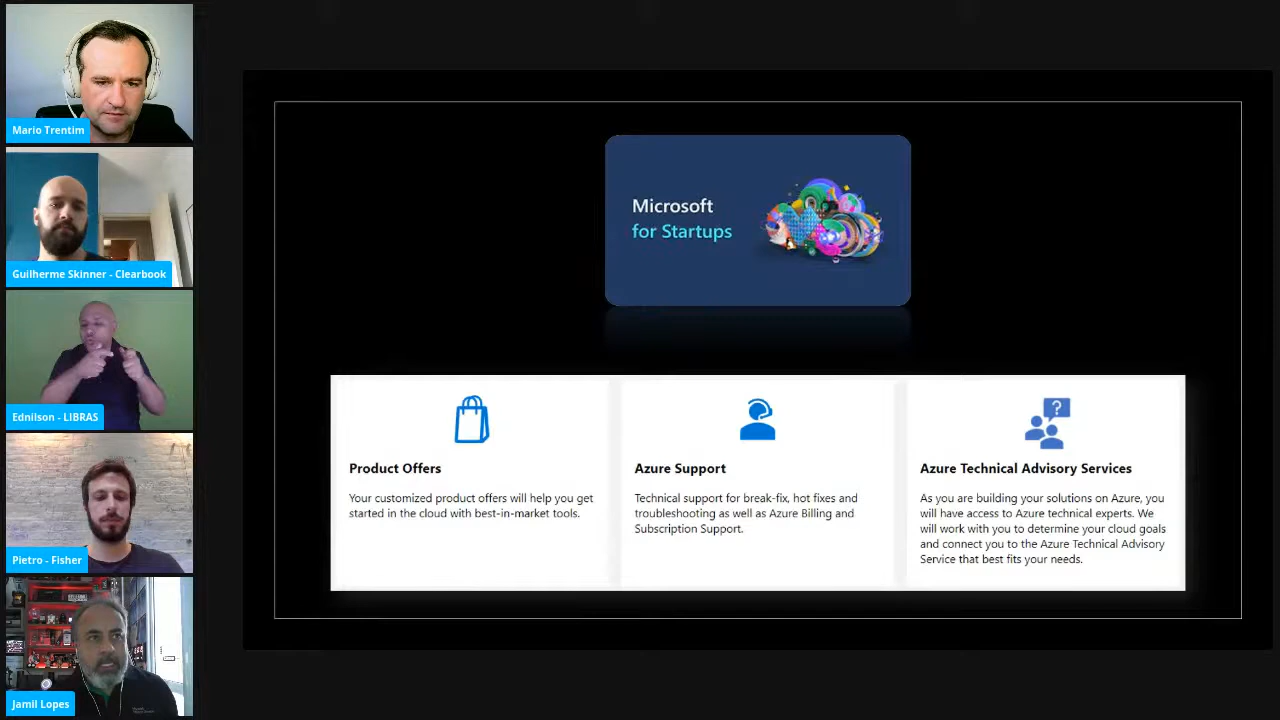 Mario Trentim
Guilherme Skinner - Clearbook
Ednilson - LIBRAS
Pietro - Fisher
Jamil Lopes
Microsoft
for Startups
Product Offers
Your customized product offers will help you get
started in the cloud with best-in-market tools.
Azure Support
Technical support for break-fix, hot fixes and
troubleshooting as well as Azure Billing and
Subscription Support.
Azure Technical Advisory Services
As you are building your solutions on Azure, you
will have access to Azure technical experts. We
will work with you to determine your cloud goals
and connect you to the Azure Technical Advisory
Service that best fits your needs.